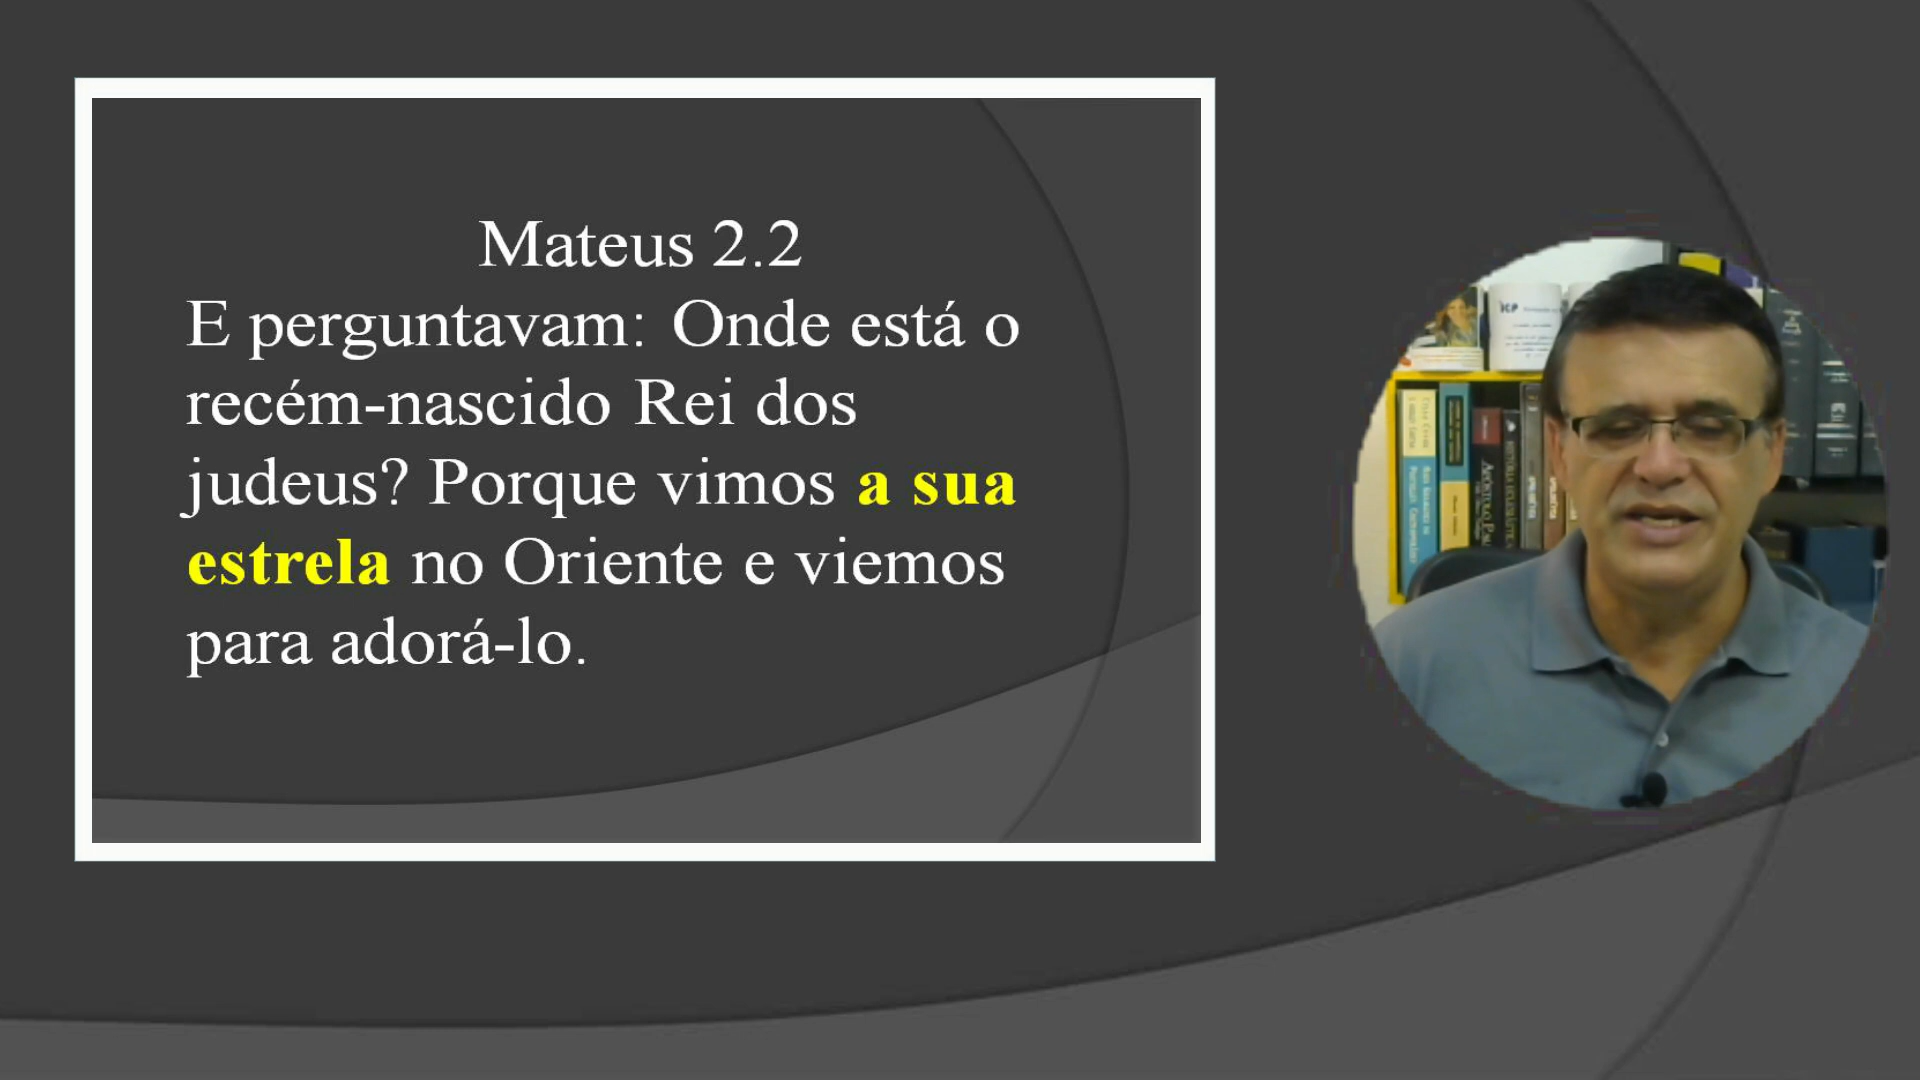 Mateus 2.2
E perguntavam: Onde está o
recém-nascido Rei dos
judeus? Porque vimos a sua
estrela no Oriente e viemos
para adorá-lo.
ICP